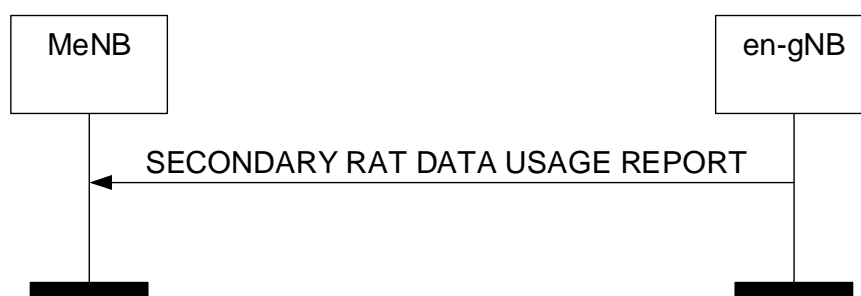 MeNB
en-gNB
SECONDARY RAT DATA USAGE REPORT